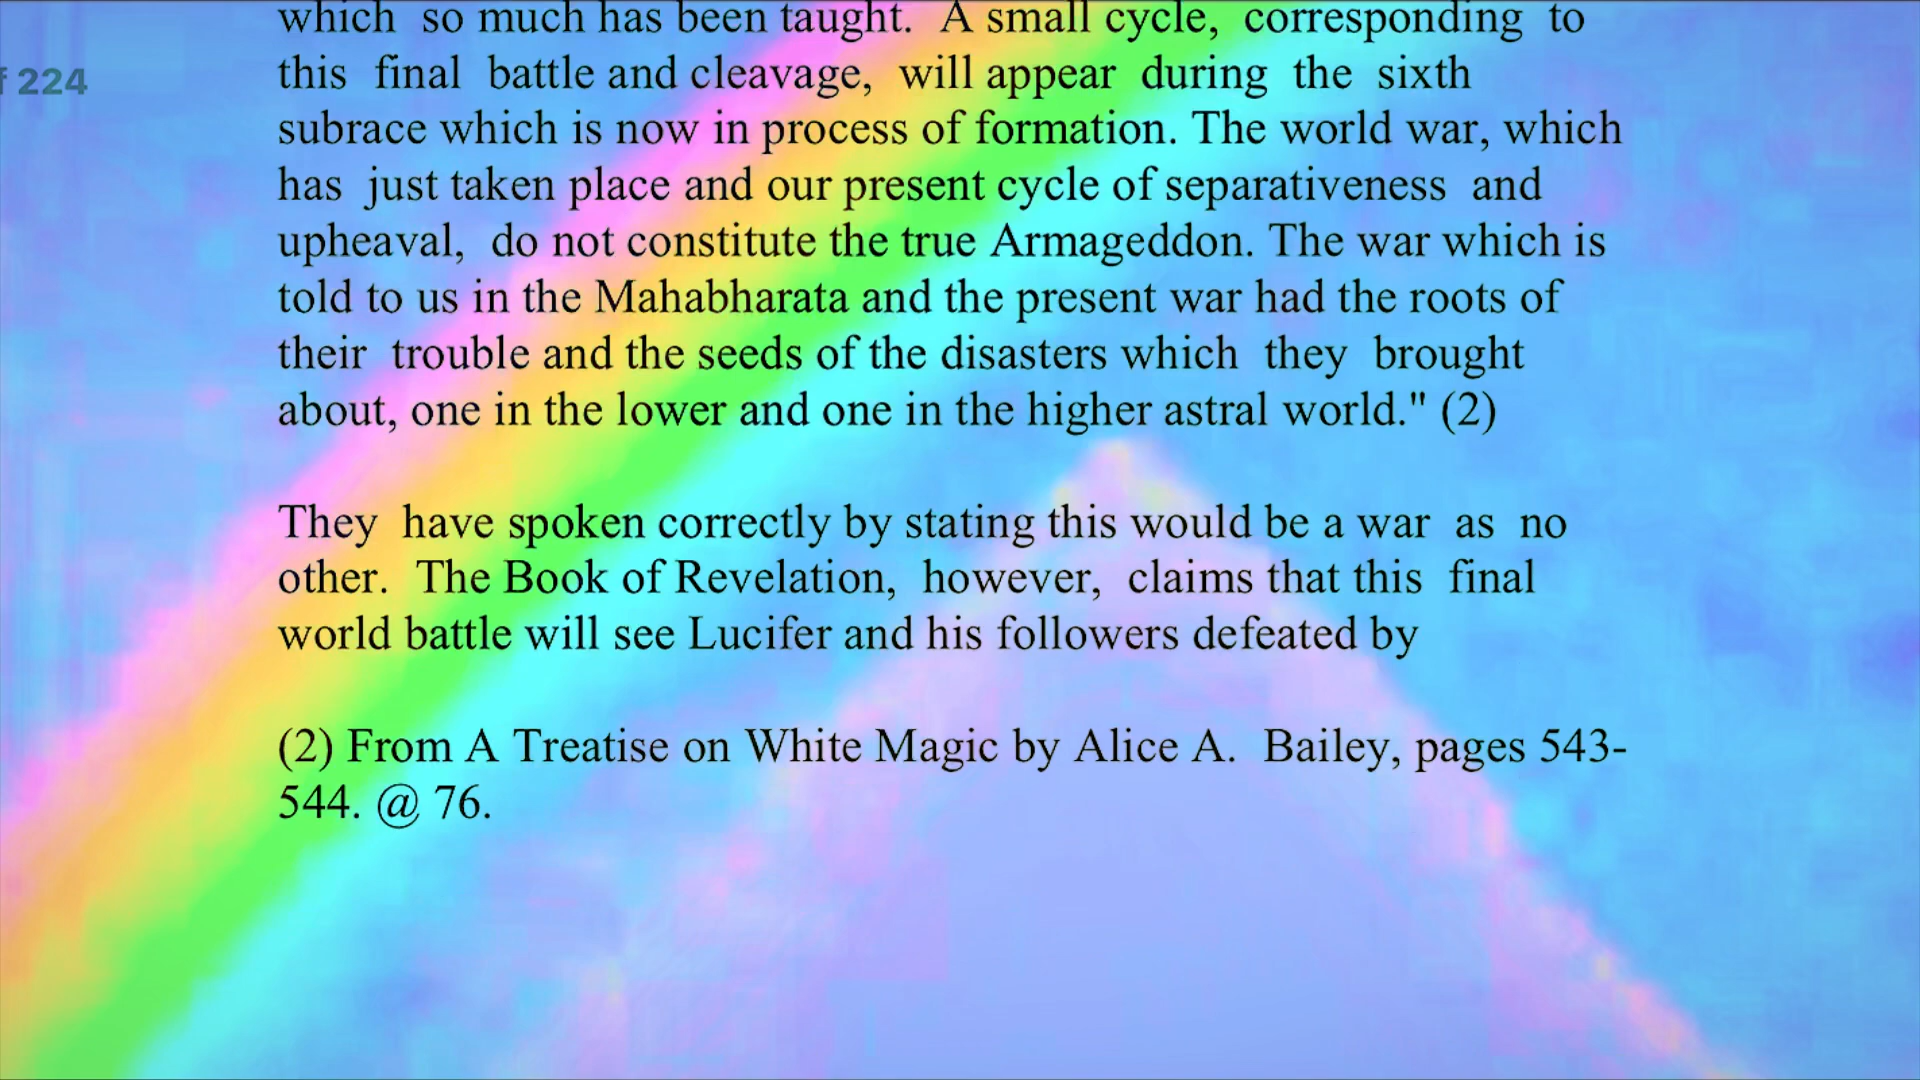 which so much has been taught. A small cycle, corresponding to
f 224
this final battle and cleavage, will appear during the sixth
subrace which is now in process of formation. The world war, which
has just taken place and our present cycle of separativeness and
upheaval, do not constitute the true Armageddon. The war which is
told to us in the Mahabharata and the present war had the roots of
their trouble and the seeds of the disasters which they brought
about, one in the lower and one in the higher astral world." (2)
They have spoken correctly by stating this would be a war as no
other. The Book of Revelation, however, claims that this final
world battle will see Lucifer and his followers defeated by
(2) From A Treatise on White Magic by Alice A. Bailey, pages 543-
544. @ 76.